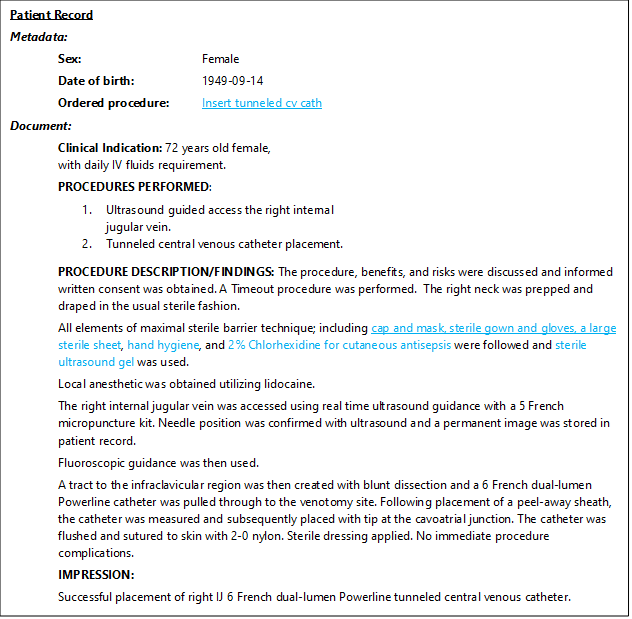 Patient Record
Metadata:
Sex: Female
Date of birth: 1949-09-14
Ordered procedure: Insert tunneled cv cath
Document:
Clinical Indication: 72 years old female,
with daily IV fluids requirement.
PROCEDURES PERFORMED:
1. Ultrasound guided access the right internal
jugular vein.
2. Tunneled central venous catheter placement.
PROCEDURE DESCRIPTION/FINDINGS: The procedure, benefits, and risks were discussed and informed
written consent was obtained. A Timeout procedure was performed. The right neck was prepped and
draped in the usual sterile fashion.
All elements of maximal sterile barrier technique; including cap and mask, sterile gown and gloves, a large
sterile sheet, hand hygiene, and 2% Chlorhexidine for cutaneous antisepsis were followed and sterile
ultrasound gel was used.
Local anesthetic was obtained utilizing lidocaine.
The right internal jugular vein was accessed using real time ultrasound guidance with a 5 French
micropuncture kit. Needle position was confirmed with ultrasound and a permanent image was stored in
patient record.
Fluoroscopic guidance was then used.
A tract to the infraclavicular region was then created with blunt dissection and a 6 French dual-lumen
Powerline catheter was pulled through to the venotomy site. Following placement of a peel-away sheath,
the catheter was measured and subsequently placed with tip at the cavoatrial junction. The catheter was
flushed and sutured to skin with 2-0 nylon. Sterile dressing applied. No immediate procedure
complications.
IMPRESSION:
Successful placement of right IJ 6 French dual-lumen Powerline tunneled central venous catheter.